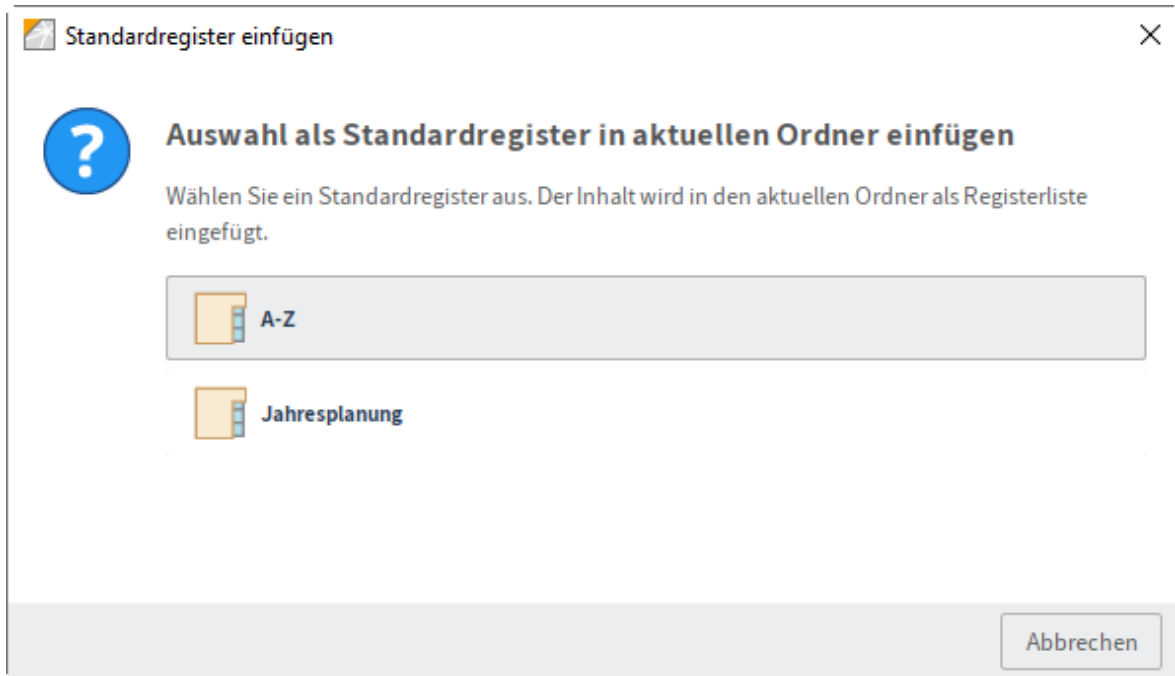 Standardregister einfügen
Auswahl als Standardregister in aktuellen Ordner einfügen
Wählen Sie ein Standardregister aus. Der Inhalt wird in den aktuellen Ordner als Registerliste
eingefügt.
A-Z
Jahresplanung
Abbrechen